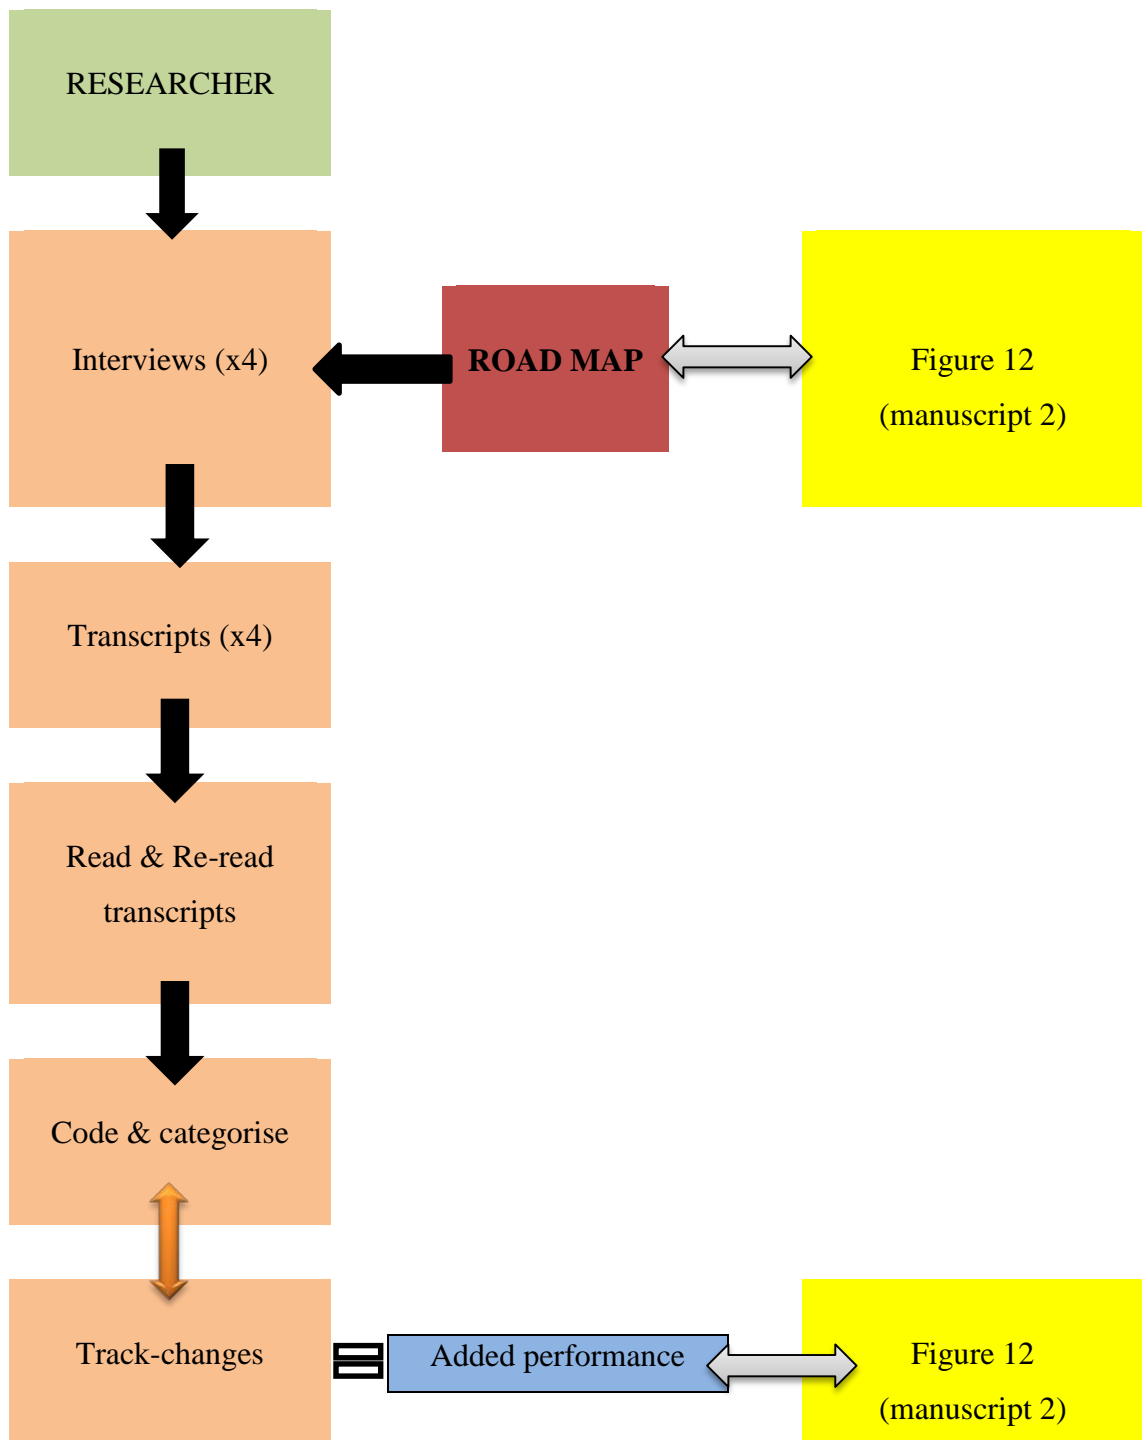 RESEARCHER
Interviews (x4)
ROAD MAP
Figure 12
(manuscript 2)
Transcripts (x4)
Read & Re-read
transcripts
Code & categorise
Track-changes
Added performance
Figure 12
(manuscript 2)